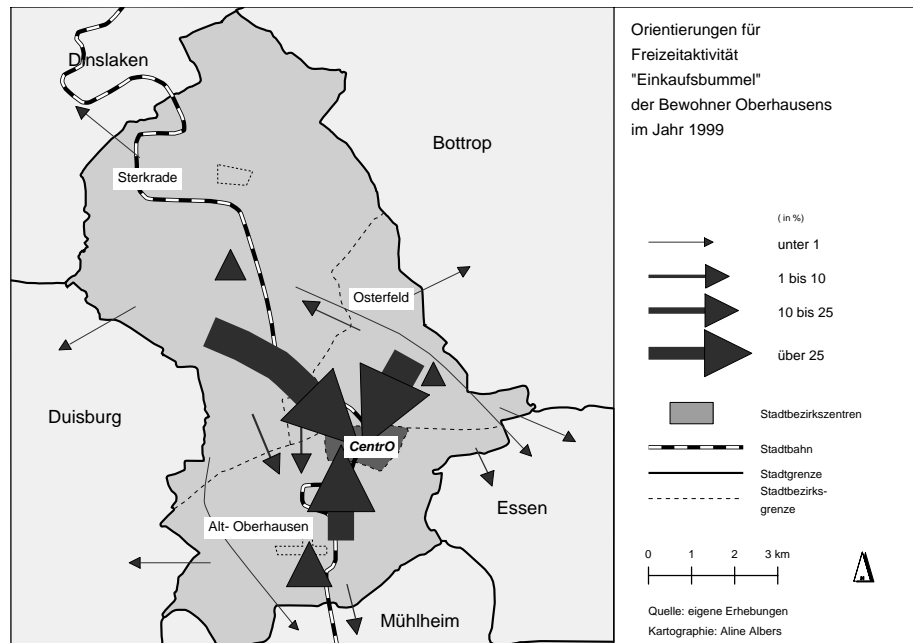 Dinslaken
Bottrop
Sterkrade
Osterfeld
Duisburg
CentrO
Essen
Alt- Oberhausen
Mühlheim
Orientierungen für
Freizeitaktivität
"Einkaufsbummel"
der Bewohner Oberhausens
im Jahr 1999
( in %)
unter 1
1 bis 10
10 bis 25
über 25
Stadtbezirkszentren
Stadtbahn
Stadtgrenze
Stadtbezirks-
grenze
0 1 2 3 km
N
Quelle: eigene Erhebungen
Kartographie: Aline Albers